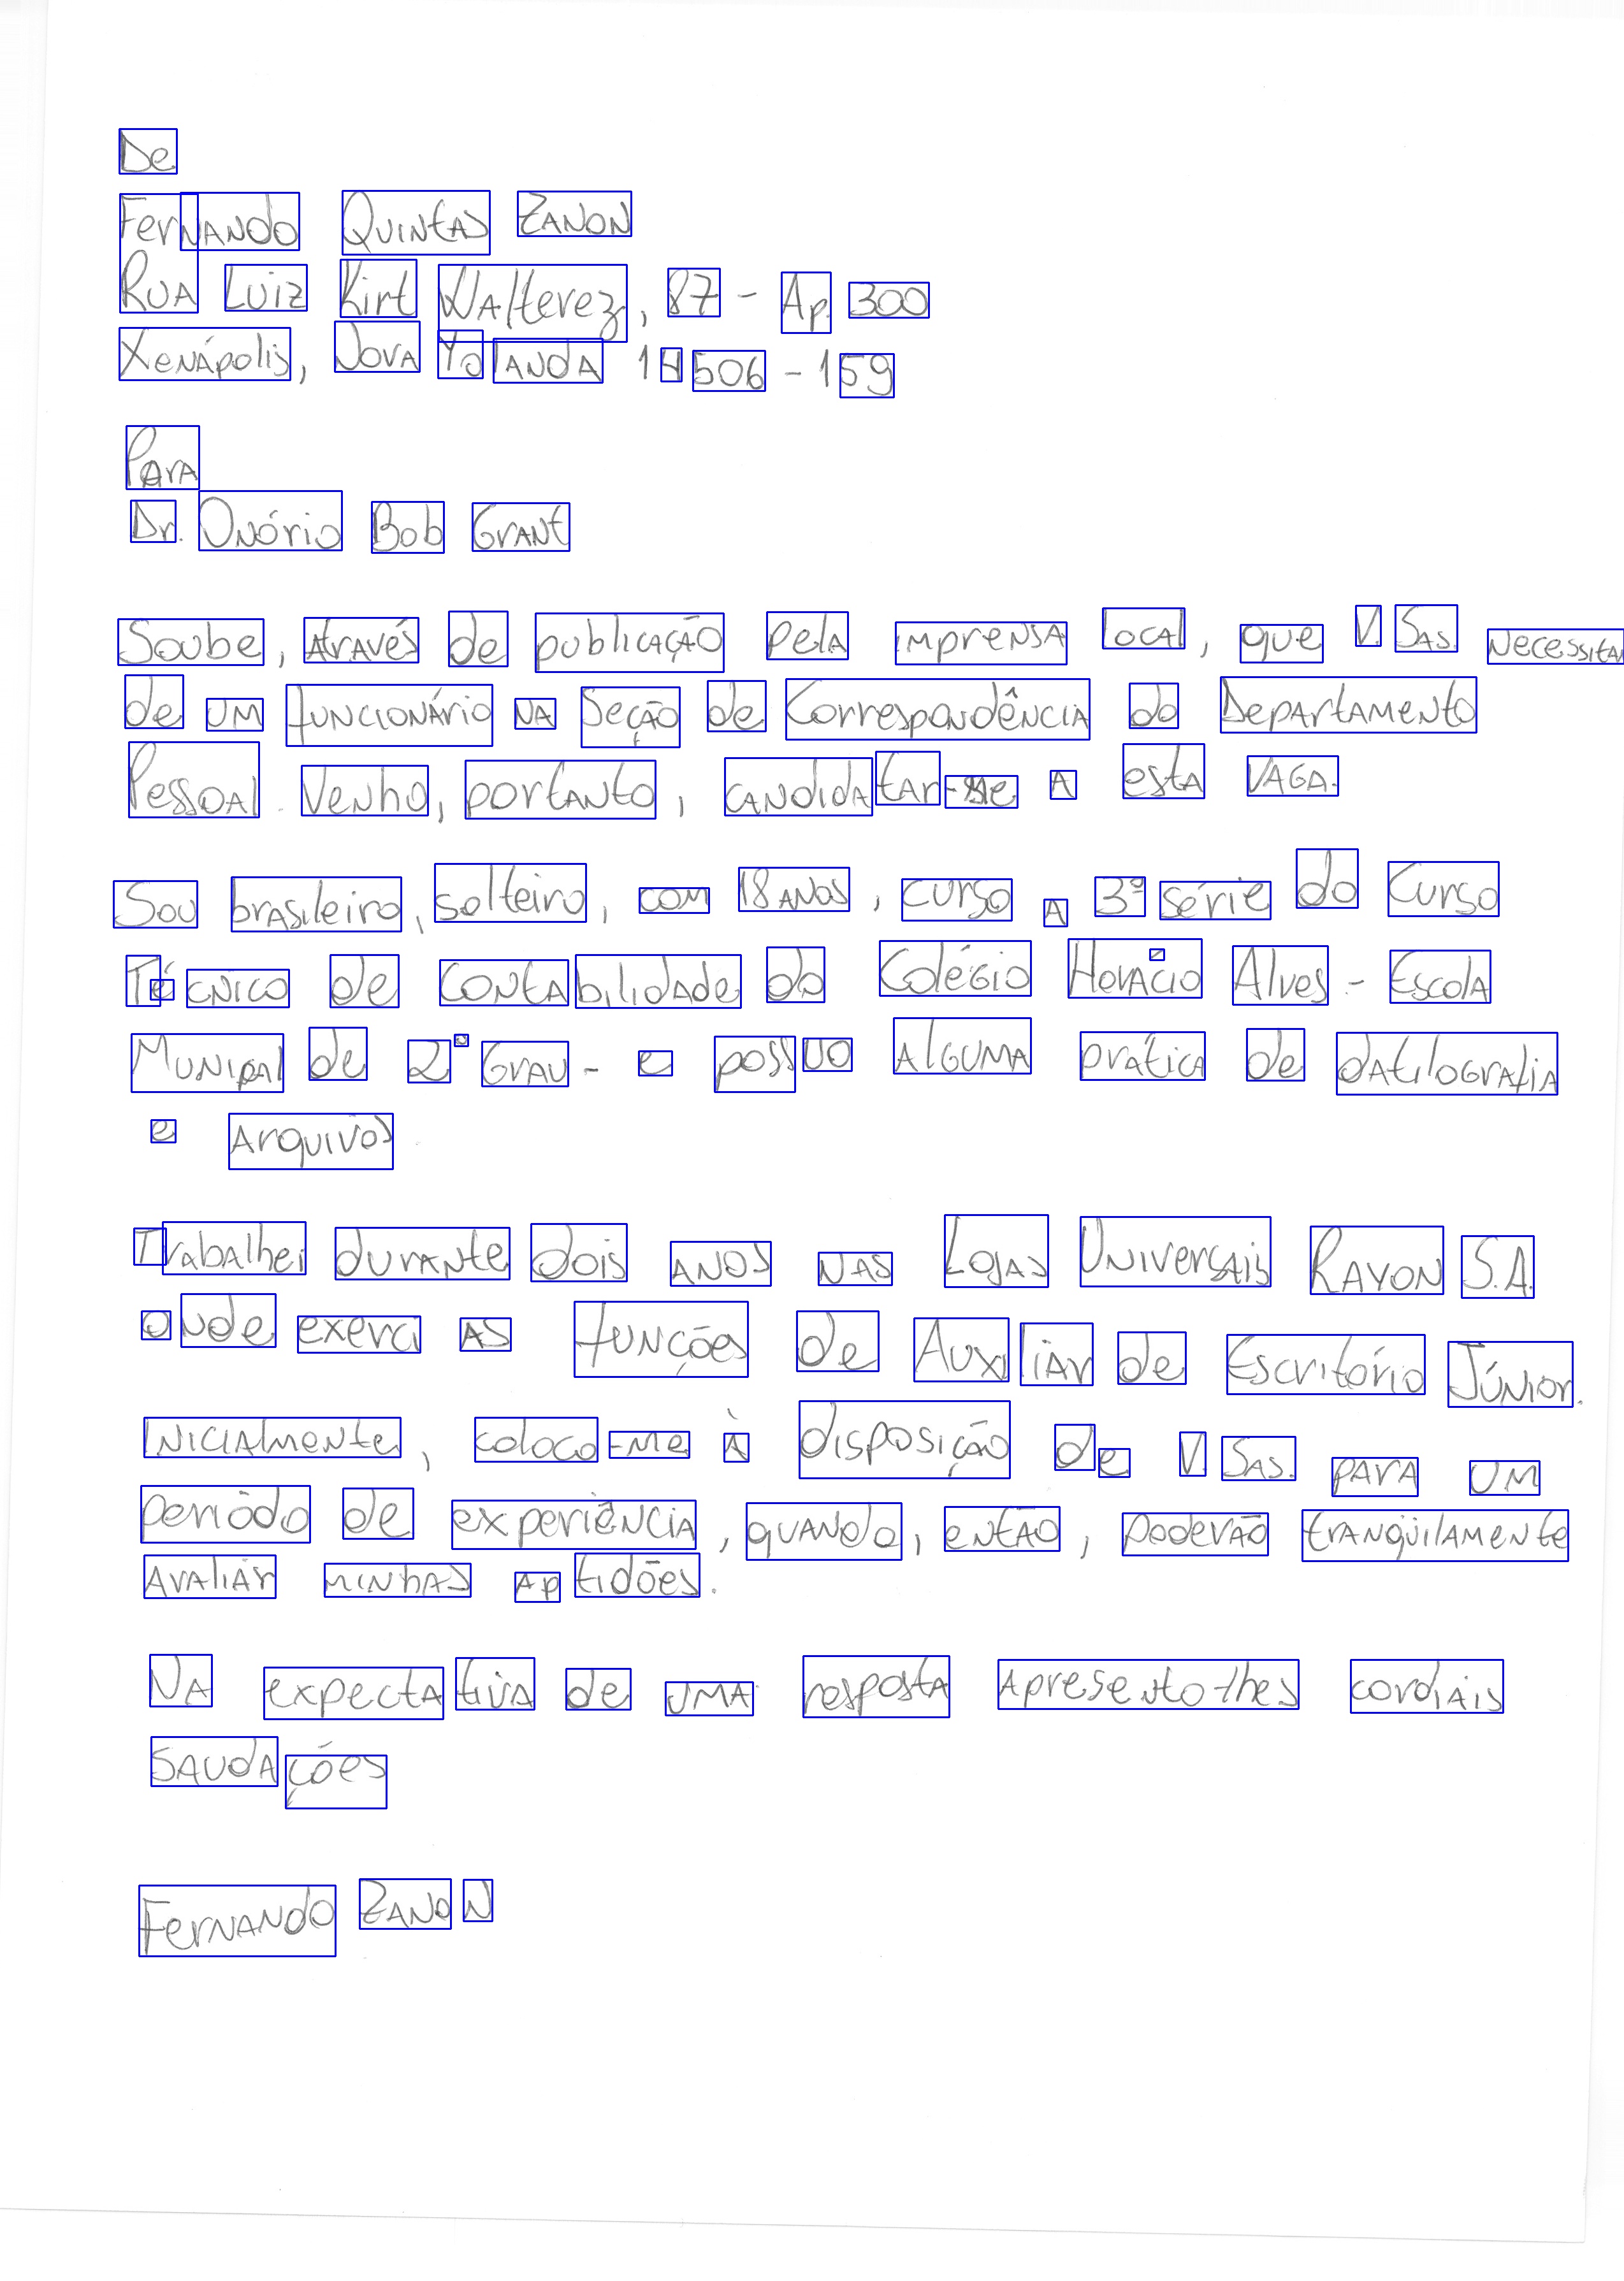 De
Fernando Quintas Zanon
Rua Luiz Kirt Walterez, 87 - Ap. 300
Xenápolis, Nova Yolanda 14506-159
Para
Dr. Onório Bob Grant
Soube, através de publicação pela imprensa local, que V. Sas. necessitam
de um funcionário na Seção de Correspondência do Departamento
Pessoal. Venho, portanto, candidatar-me a esta vaga.
Sou brasileiro, solteiro, com 18 anos, curso a 3ª série do Curso
Técnico de Contabilidade do Colégio Horácio Alves - Escola
Munipal de 2º Grau - e possuo alguma prática de datilografia
e Arquivos
Trabalhei durante dois anos nas Lojas Universais Rayon S.A.
onde exerci as funções de Auxiliar de Escritório Júnior.
Inicialmente, coloco-me à disposição de V. Sas. para um
período de experiência, quando, então, poderão tranqüilamente
avaliar minhas aptidões.
Na expectativa de uma resposta apresento-lhes cordiais
saudações
Fernando Zanon